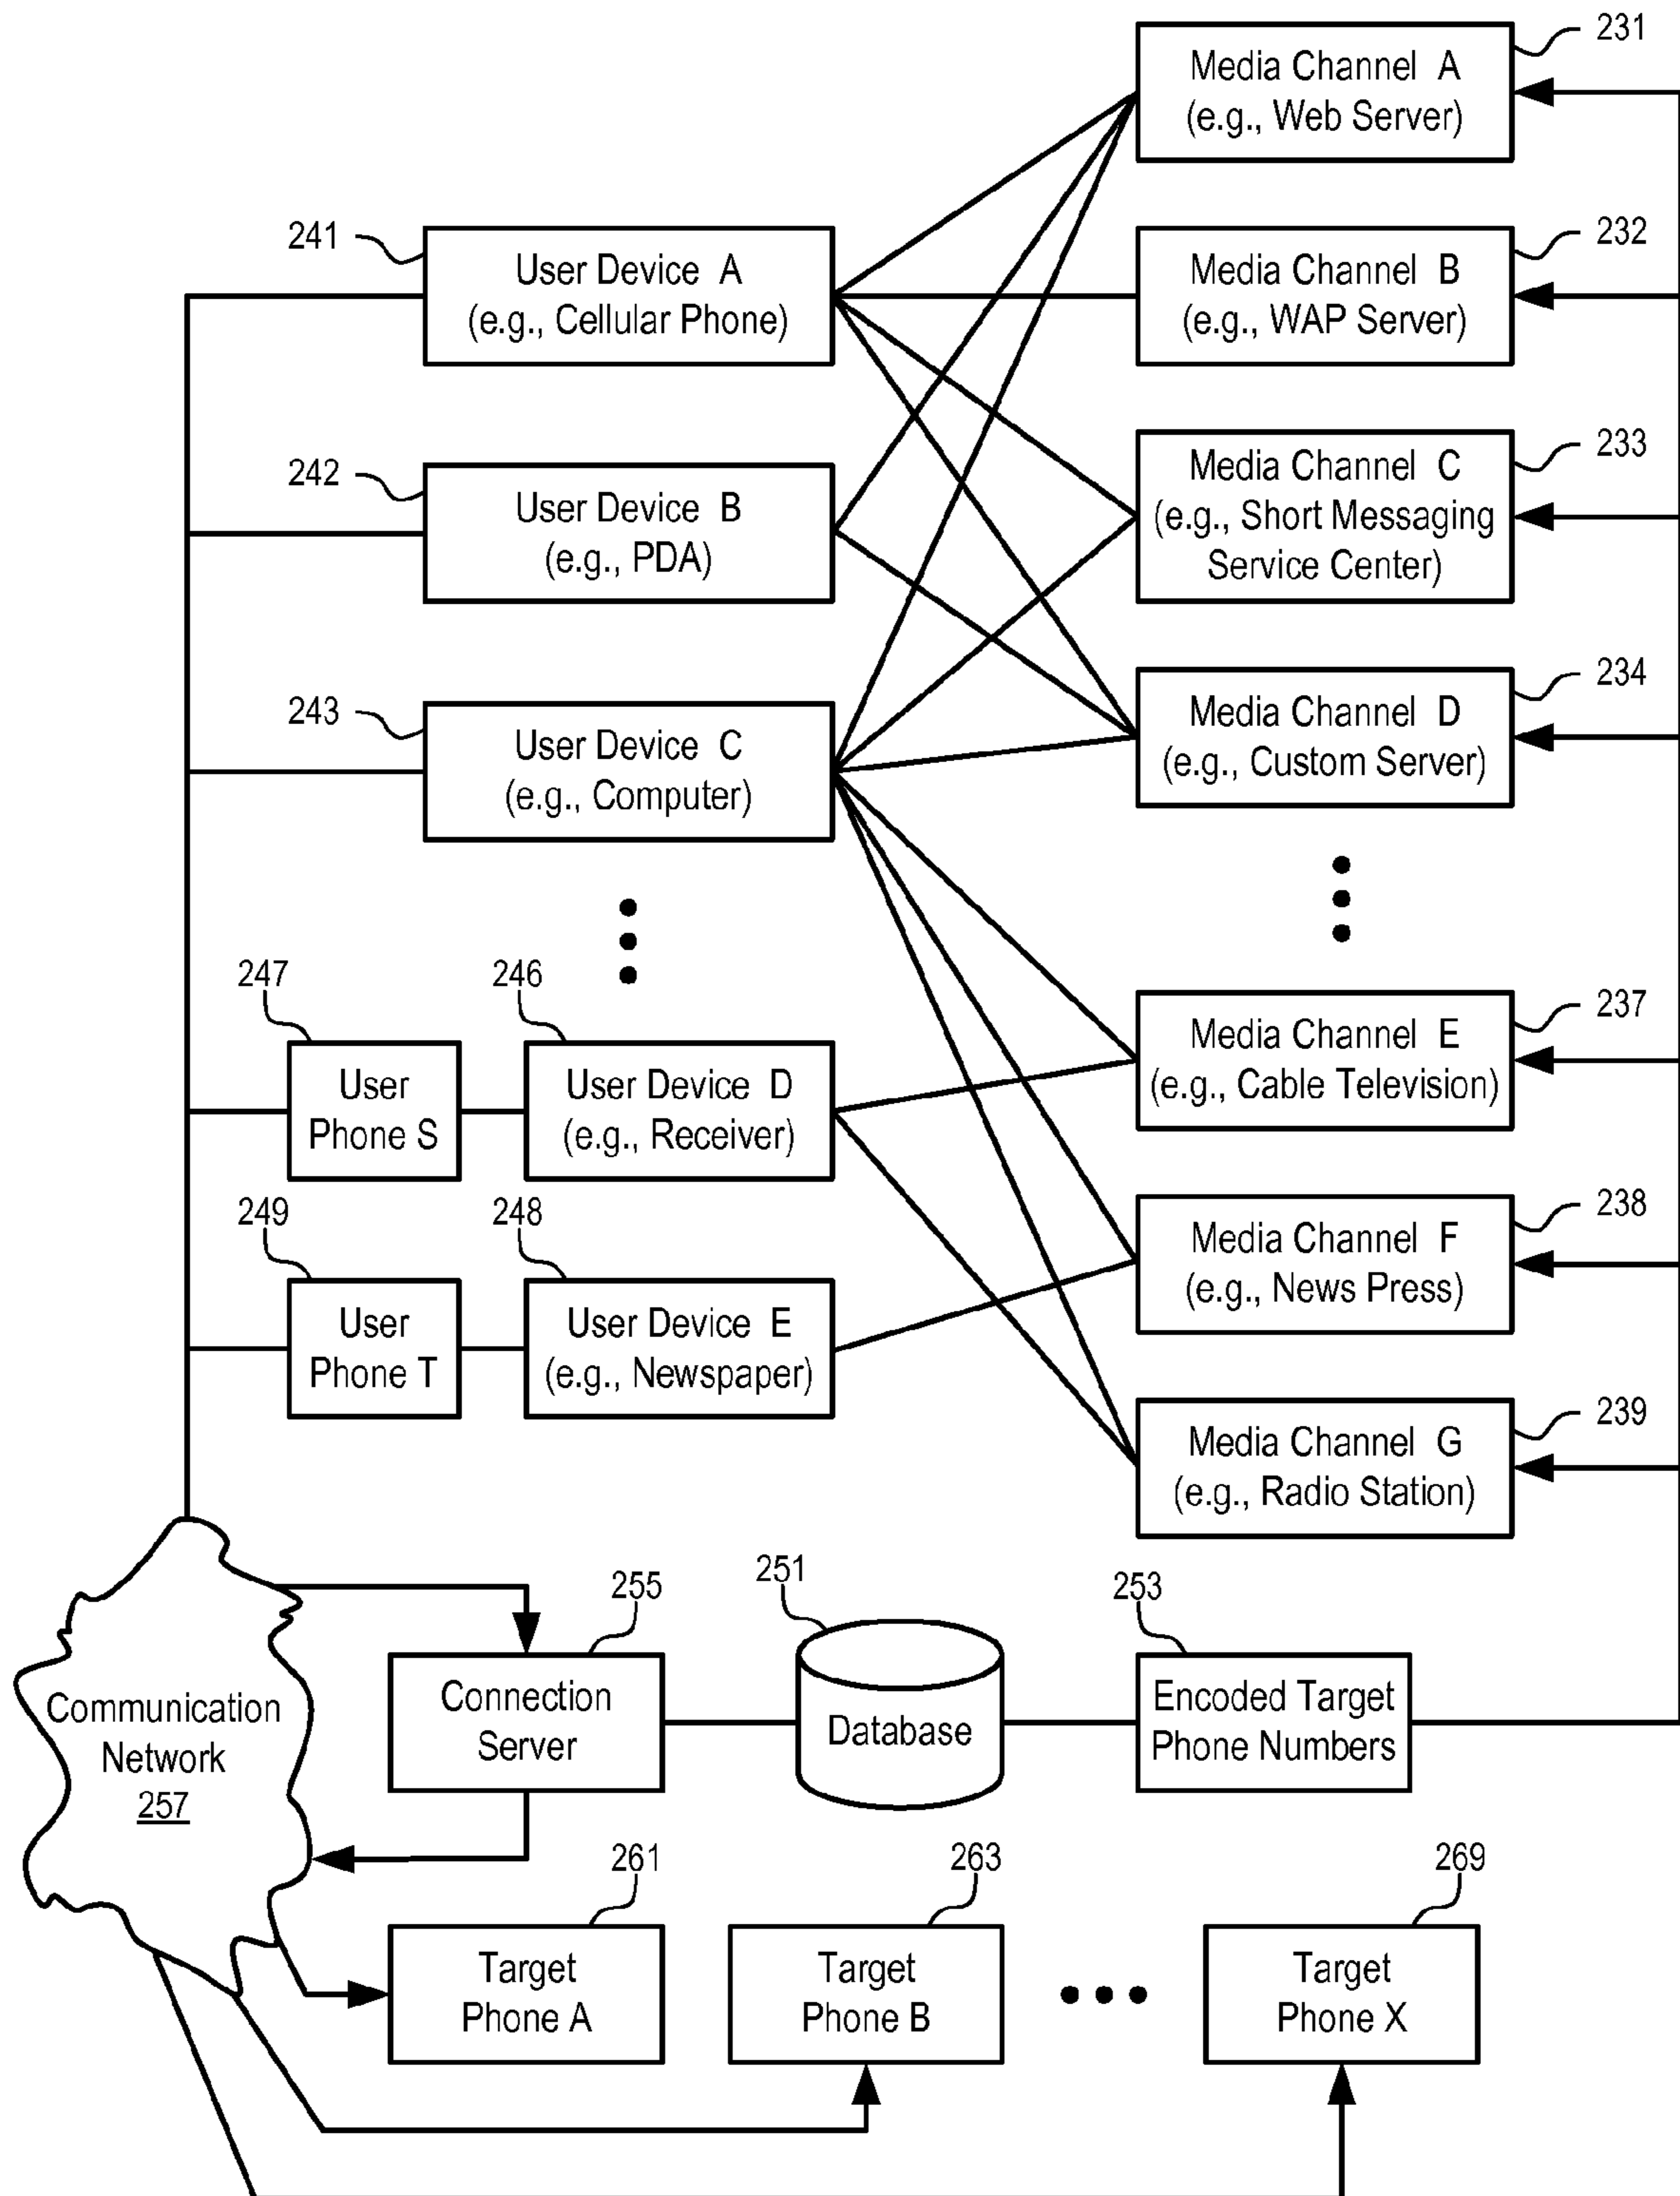 231
Media Channel A
(e.g., Web Server)
241
User Device A
(e.g., Cellular Phone)
232
Media Channel B
(e.g., WAP Server)
233
Media Channel C
(e.g., Short Messaging
Service Center)
242
User Device B
(e.g., PDA)
234
Media Channel D
(e.g., Custom Server)
243
User Device C
(e.g., Computer)
247
User
Phone S
246
User Device D
(e.g., Receiver)
237
Media Channel E
(e.g., Cable Television)
249
User
Phone T
248
User Device E
(e.g., Newspaper)
238
Media Channel F
(e.g., News Press)
239
Media Channel G
(e.g., Radio Station)
Communication
Network
257
255
Connection
Server
251
Database
253
Encoded Target
Phone Numbers
261
Target
Phone A
263
Target
Phone B
269
Target
Phone X